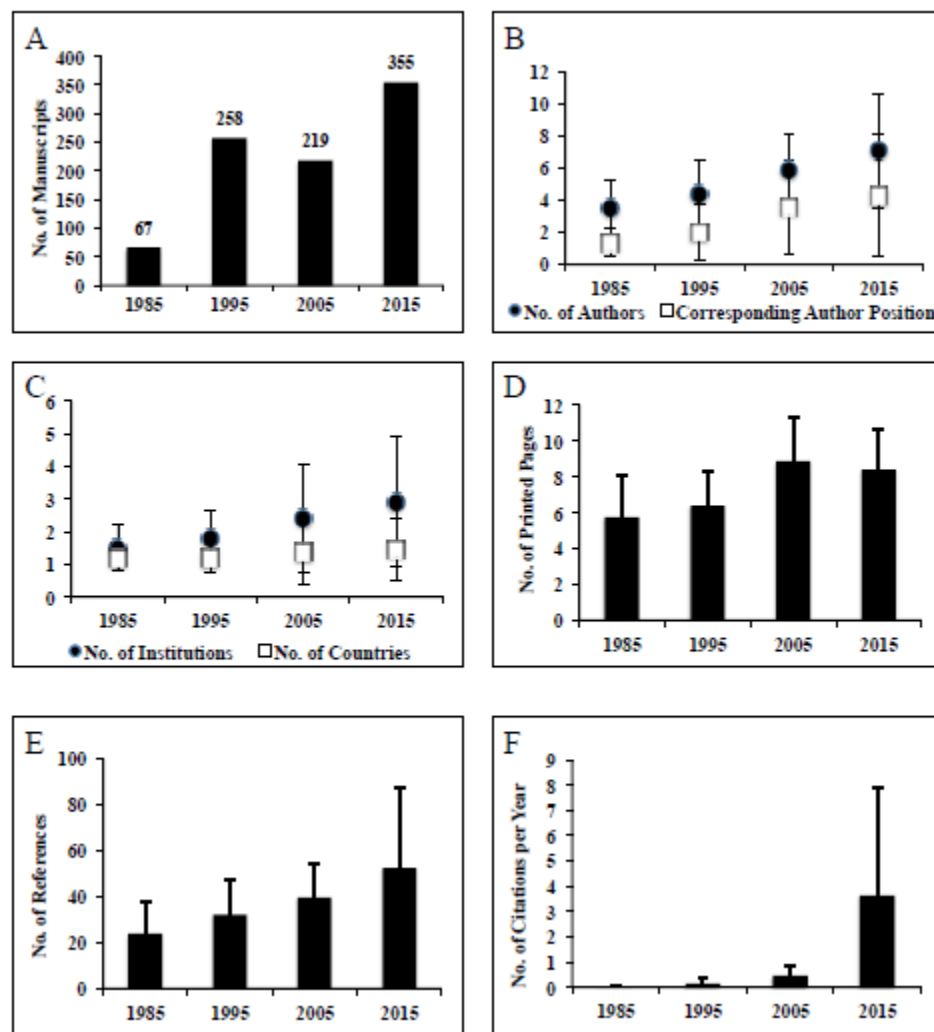 A
No. of Manuscripts
400
350
300
250
200
150
100
50
0
67
258
219
355
1985 1995 2005 2015
B
12
10
8
6
4
2
0
1985 1995 2005 2015
No. of Authors Corresponding Author Position
C
6
5
4
3
2
1
0
1985 1995 2005 2015
No. of Institutions No. of Countries
D
No. of Printed Pages
12
10
8
6
4
2
0
1985 1995 2005 2015
E
No. of References
100
80
60
40
20
0
1985 1995 2005 2015
F
No. of Citations per Year
9
8
7
6
5
4
3
2
1
0
1985 1995 2005 2015